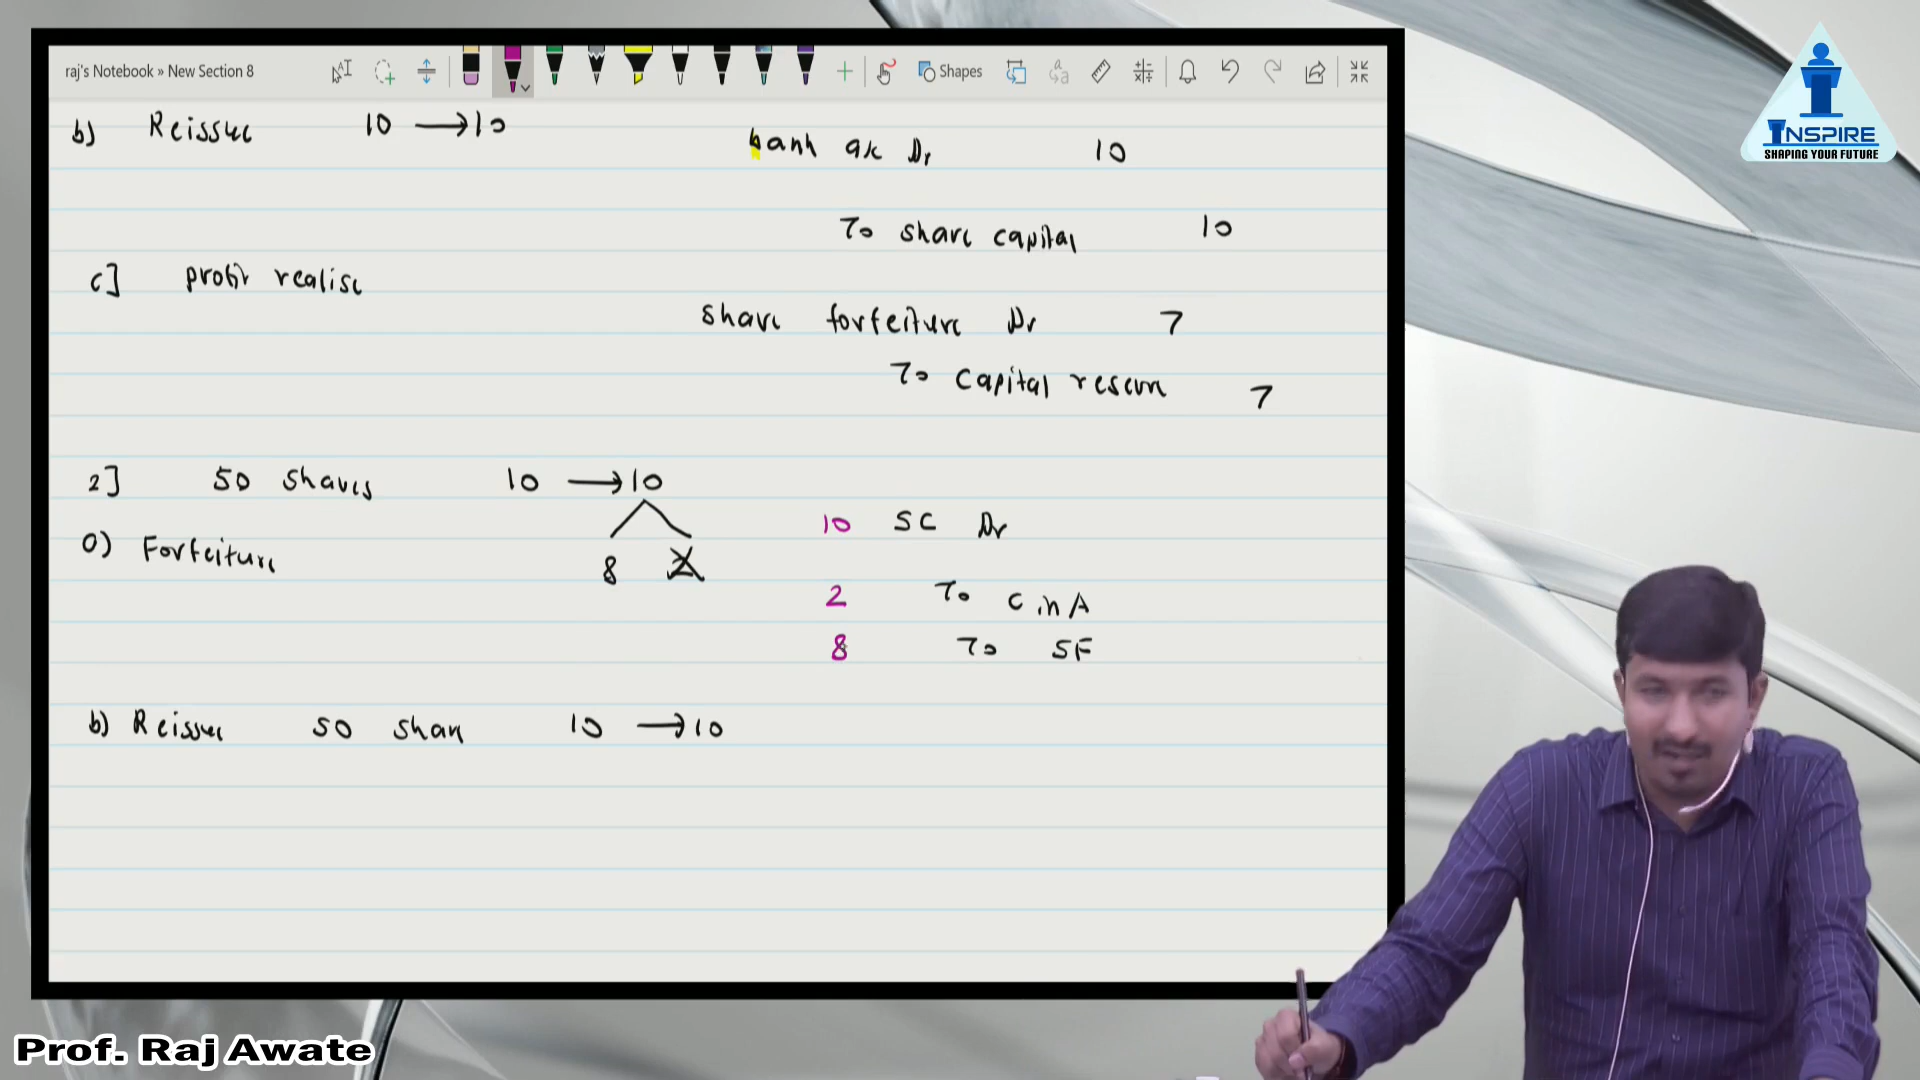 raj's Notebook » New Section 8
Shapes
b) Reissue 10 → 10
bank a/c Dr 10
To share capital 10
c] profit realise
share forfeiture Dr 7
To Capital reserve 7
2] 50 shares 10 → 10
8 2
a) Forfeiture
10 SC Dr
2 To C in A
8 To SF
b) Reissue 50 share 10 → 10
INSPIRE
SHAPING YOUR FUTURE
Prof. Raj Awate